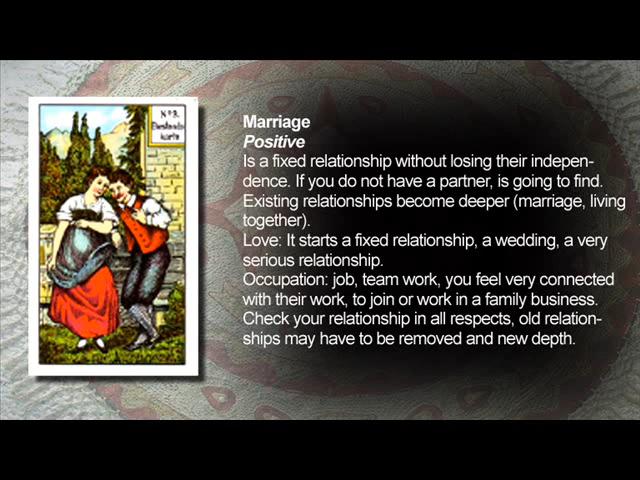 No 3.
Marriage
Positive
Is a fixed relationship without losing their indepen-
dence. If you do not have a partner, is going to find.
Existing relationships become deeper (marriage, living
together).
Love: It starts a fixed relationship, a wedding, a very
serious relationship.
Occupation: job, team work, you feel very connected
with their work, to join or work in a family business.
Check your relationship in all respects, old relation-
ships may have to be removed and new depth.